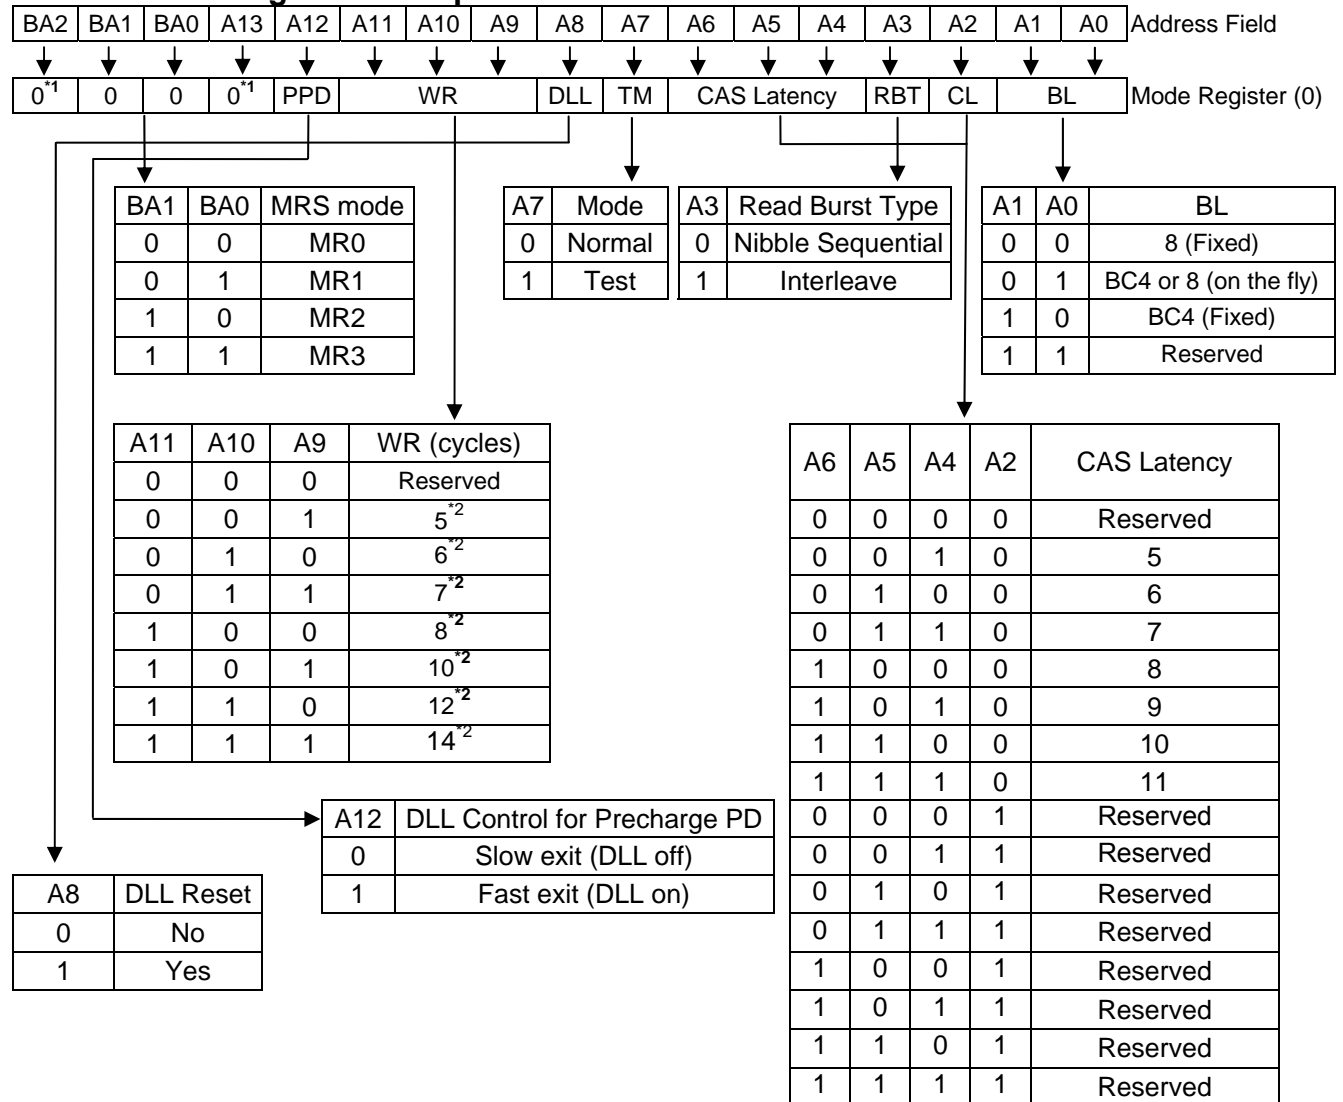 BA2 BA1 BA0 A13 A12 A11 A10 A9 A8 A7 A6 A5 A4 A3 A2 A1 A0 Address Field
0*1 0 0 0*1 PPD WR DLL TM CAS Latency RBT CL BL Mode Register (0)
BA1 BA0 MRS mode
0 0 MR0
0 1 MR1
1 0 MR2
1 1 MR3
A7 Mode
0 Normal
1 Test
A3 Read Burst Type
0 Nibble Sequential
1 Interleave
A1 A0 BL
0 0 8 (Fixed)
0 1 BC4 or 8 (on the fly)
1 0 BC4 (Fixed)
1 1 Reserved
A11 A10 A9 WR (cycles)
0 0 0 Reserved
0 0 1 5*2
0 1 0 6*2
0 1 1 7*2
1 0 0 8*2
1 0 1 10*2
1 1 0 12*2
1 1 1 14*2
A6 A5 A4 A2 CAS Latency
0 0 0 0 Reserved
0 0 1 0 5
0 1 0 0 6
0 1 1 0 7
1 0 0 0 8
1 0 1 0 9
1 1 0 0 10
1 1 1 0 11
0 0 0 1 Reserved
0 0 1 1 Reserved
0 1 0 1 Reserved
0 1 1 1 Reserved
1 0 0 1 Reserved
1 0 1 1 Reserved
1 1 0 1 Reserved
1 1 1 1 Reserved
A12 DLL Control for Precharge PD
0 Slow exit (DLL off)
1 Fast exit (DLL on)
A8 DLL Reset
0 No
1 Yes